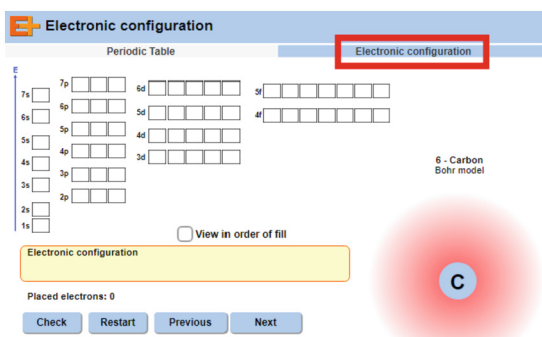 E+ Electronic configuration
Periodic Table Electronic configuration
E
7s 7p 6d 5f
6s 6p 5d 4f
5s 5p 4d
4s 4p 3d
3s 3p
2s 2p
1s
6 - Carbon
Bohr model
View in order of fill
Electronic configuration
C
Placed electrons: 0
Check Restart Previous Next